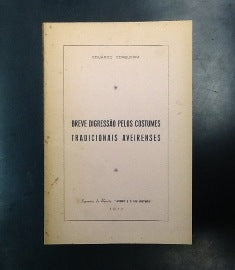 EDUARDO CERQUEIRA
BREVE DIGRESSÃO PELOS COSTUMES
TRADICIONAIS AVEIRENSES